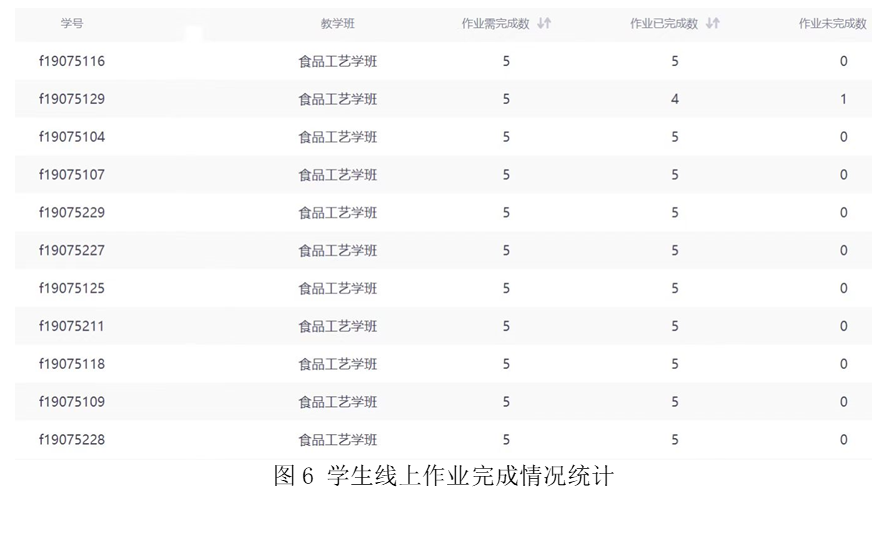 学号 教学班 作业需完成数 作业已完成数 作业未完成数
f19075116 食品工艺学班 5 5 0
f19075129 食品工艺学班 5 4 1
f19075104 食品工艺学班 5 5 0
f19075107 食品工艺学班 5 5 0
f19075229 食品工艺学班 5 5 0
f19075227 食品工艺学班 5 5 0
f19075125 食品工艺学班 5 5 0
f19075211 食品工艺学班 5 5 0
f19075118 食品工艺学班 5 5 0
f19075109 食品工艺学班 5 5 0
f19075228 食品工艺学班 5 5 0
图 6 学生线上作业完成情况统计